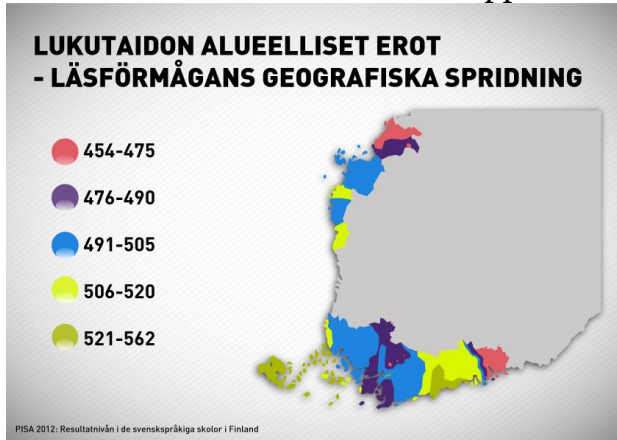 LUKUTAIDON ALUEELLISET EROT
- LÄSFÖRMÅGANS GEOGRAFISKA SPRIDNING
454-475
476-490
491-505
506-520
521-562
PISA 2012: Resultatnivån i de svenskspråkiga skolor i Finland